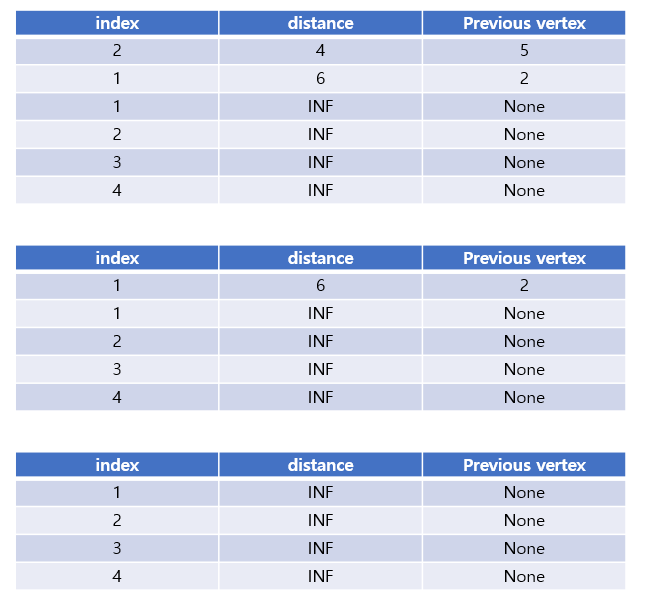 index distance Previous vertex
2 4 5
1 6 2
1 INF None
2 INF None
3 INF None
4 INF None
index distance Previous vertex
1 6 2
1 INF None
2 INF None
3 INF None
4 INF None
index distance Previous vertex
1 INF None
2 INF None
3 INF None
4 INF None